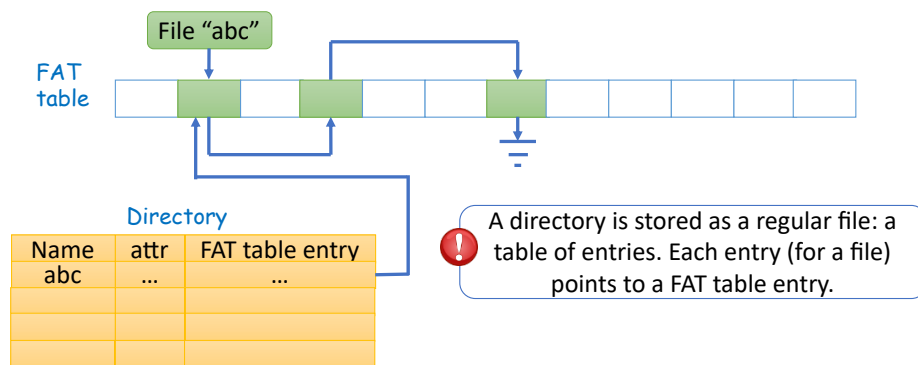 File “abc”
FAT
table
Directory
Name attr FAT table entry
abc ... ...
A directory is stored as a regular file: a
table of entries. Each entry (for a file)
points to a FAT table entry.